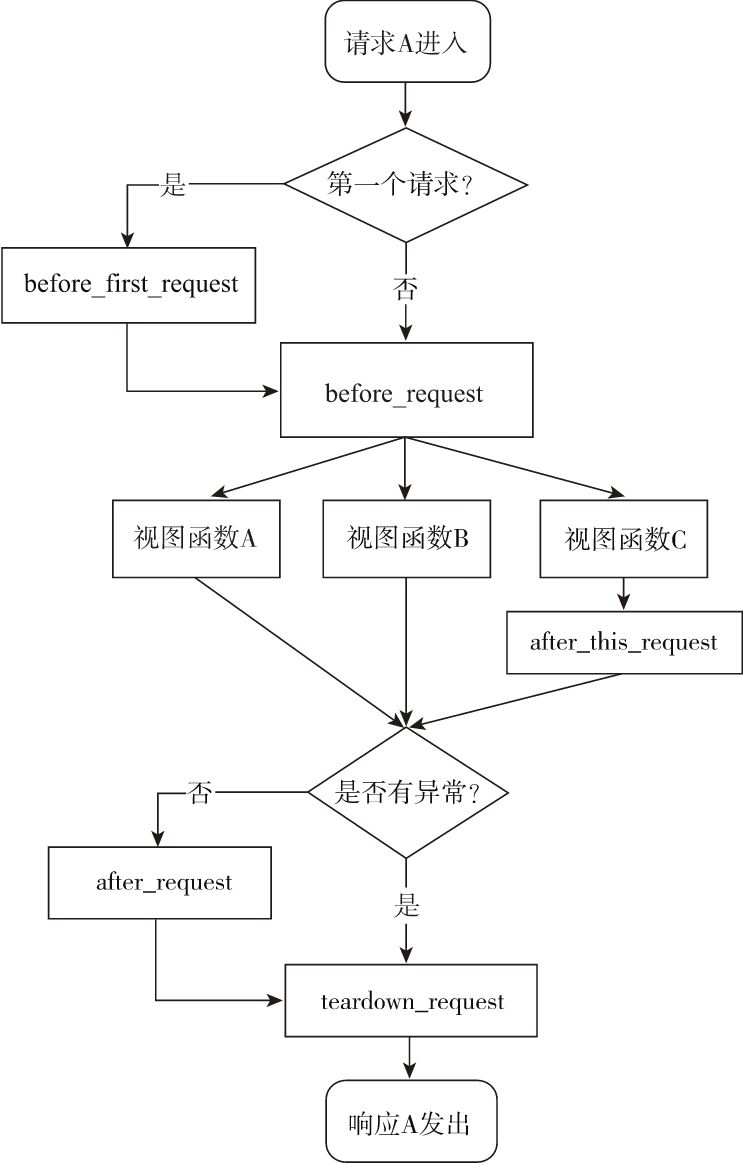 请求A进入
第一个请求？
是
before_first_request
否
before_request
视图函数A
视图函数B
视图函数C
after_this_request
是否有异常？
否
after_request
是
teardown_request
响应A发出